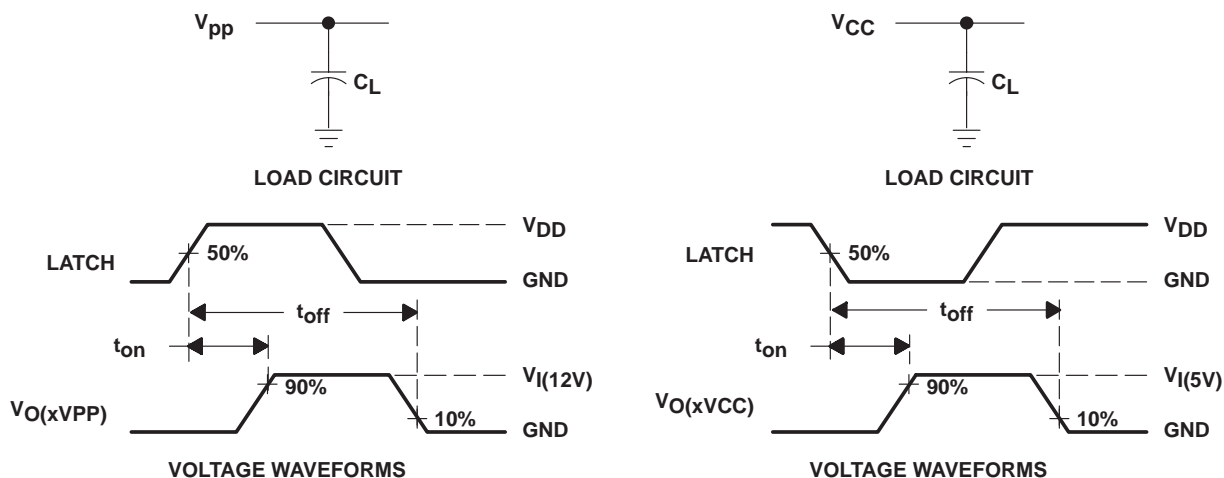 Vpp
CL
LOAD CIRCUIT
VDD
LATCH
50%
GND
toff
ton
VI(12V)
90%
VO(xVPP)
10%
GND
VOLTAGE WAVEFORMS
VCC
CL
LOAD CIRCUIT
VDD
LATCH
50%
GND
toff
ton
VI(5V)
90%
VO(xVCC)
10%
GND
VOLTAGE WAVEFORMS